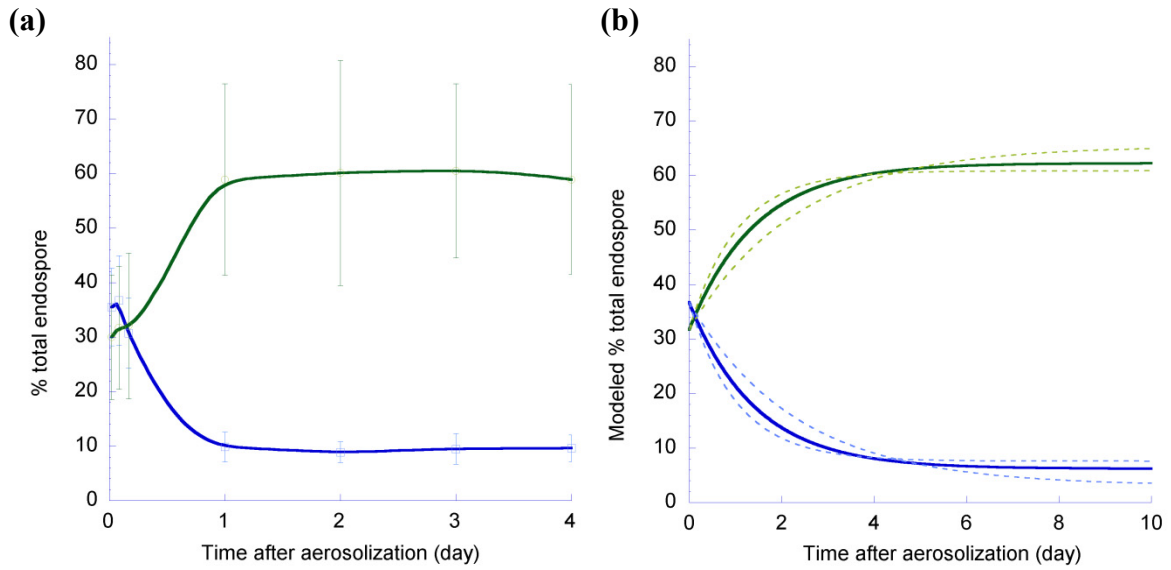 (a)
% total endospore
80
70
60
50
40
30
20
10
0
0 1 2 3 4
Time after aerosolization (day)
(b)
Modeled % total endospore
80
70
60
50
40
30
20
10
0
0 2 4 6 8 10
Time after aerosolization (day)